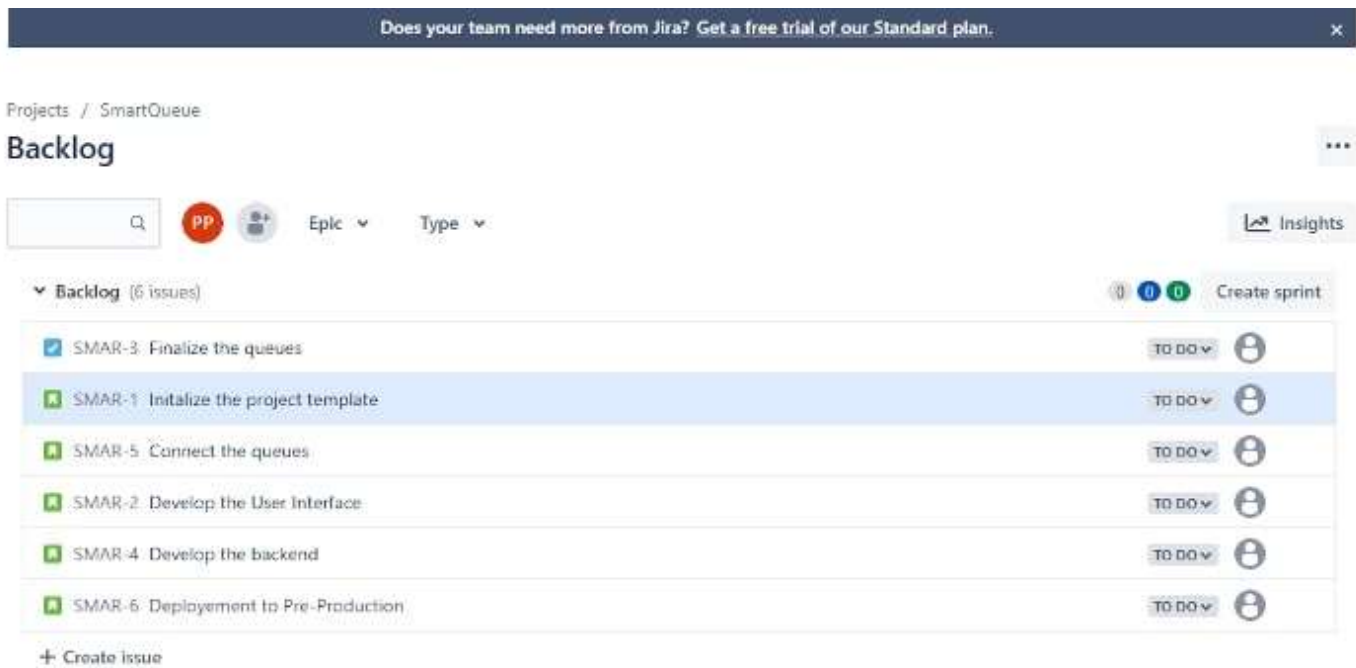 Does your team need more from Jira? Get a free trial of our Standard plan. ×
Projects / SmartQueue
Backlog
PP Epic Type Insights
Backlog (6 issues) 0 0 0 Create sprint
SMAR-3 Finalize the queues TO DO
SMAR-1 Initalize the project template TO DO
SMAR-5 Connect the queues TO DO
SMAR-2 Develop the User Interface TO DO
SMAR-4 Develop the backend TO DO
SMAR-6 Deployement to Pre-Production TO DO
+ Create issue